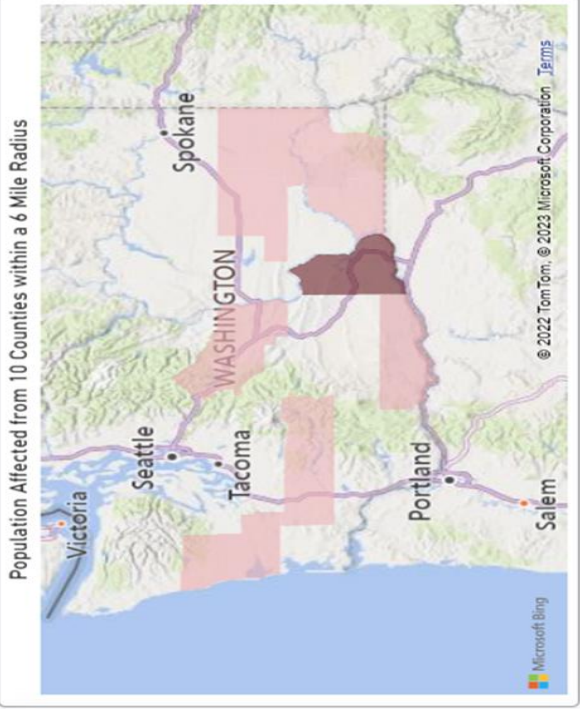 Population Affected from 10 Counties within a 6 Mile Radius
Victoria
Seattle
Spokane
Tacoma
WASHINGTON
Portland
Salem
Microsoft Bing
© 2022 TomTom, © 2023 Microsoft Corporation Terms